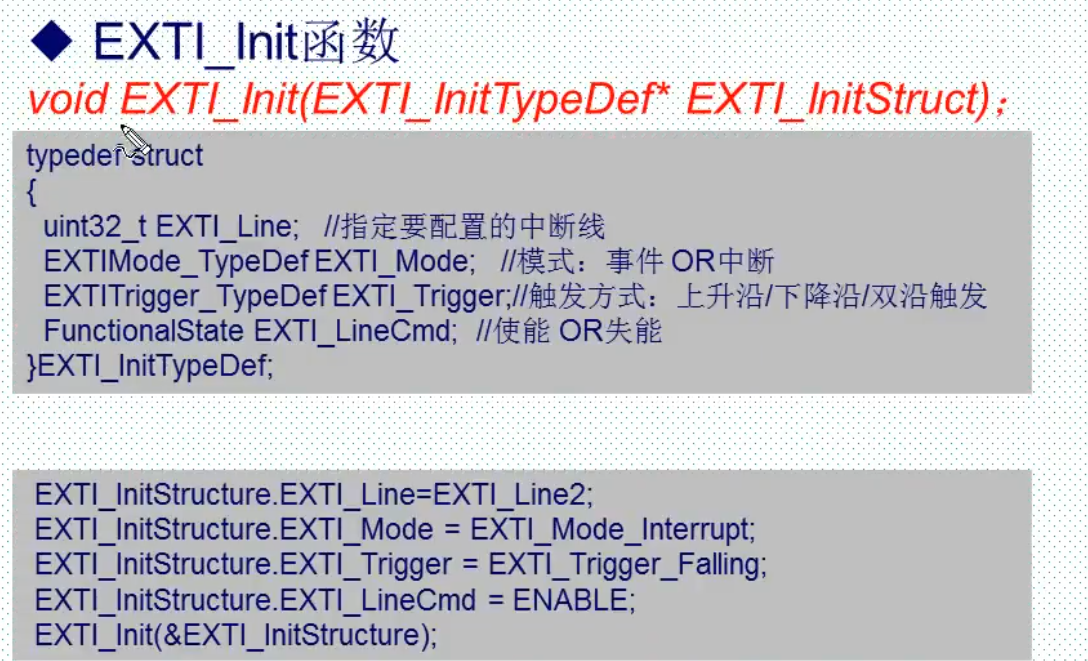 ◆ EXTI_Init函数
void EXTI_Init(EXTI_InitTypeDef* EXTI_InitStruct)；
typedef struct
{
uint32_t EXTI_Line; //指定要配置的中断线
EXTIMode_TypeDef EXTI_Mode; //模式：事件 OR中断
EXTITrigger_TypeDef EXTI_Trigger;//触发方式：上升沿/下降沿/双沿触发
FunctionalState EXTI_LineCmd; //使能 OR失能
}EXTI_InitTypeDef;
EXTI_InitStructure.EXTI_Line=EXTI_Line2;
EXTI_InitStructure.EXTI_Mode = EXTI_Mode_Interrupt;
EXTI_InitStructure.EXTI_Trigger = EXTI_Trigger_Falling;
EXTI_InitStructure.EXTI_LineCmd = ENABLE;
EXTI_Init(&EXTI_InitStructure);